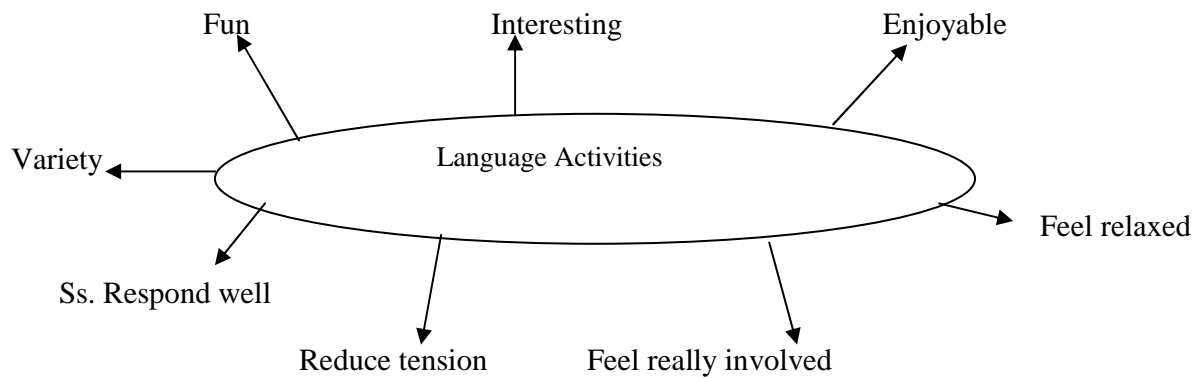 Fun Interesting Enjoyable
Variety Language Activities
Feel relaxed
Ss. Respond well
Reduce tension Feel really involved